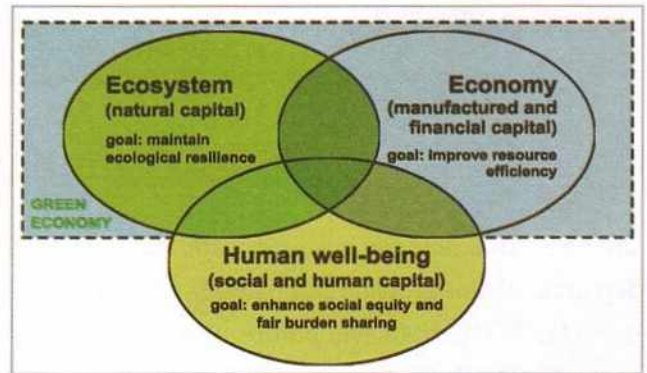 Ecosystem
(natural capital)
goal: maintain
ecological resilience
Economy
(manufactured and
financial capital)
goal: improve resource
efficiency
GREEN
ECONOMY
Human well-being
(social and human capital)
goal: enhance social equity and
fair burden sharing